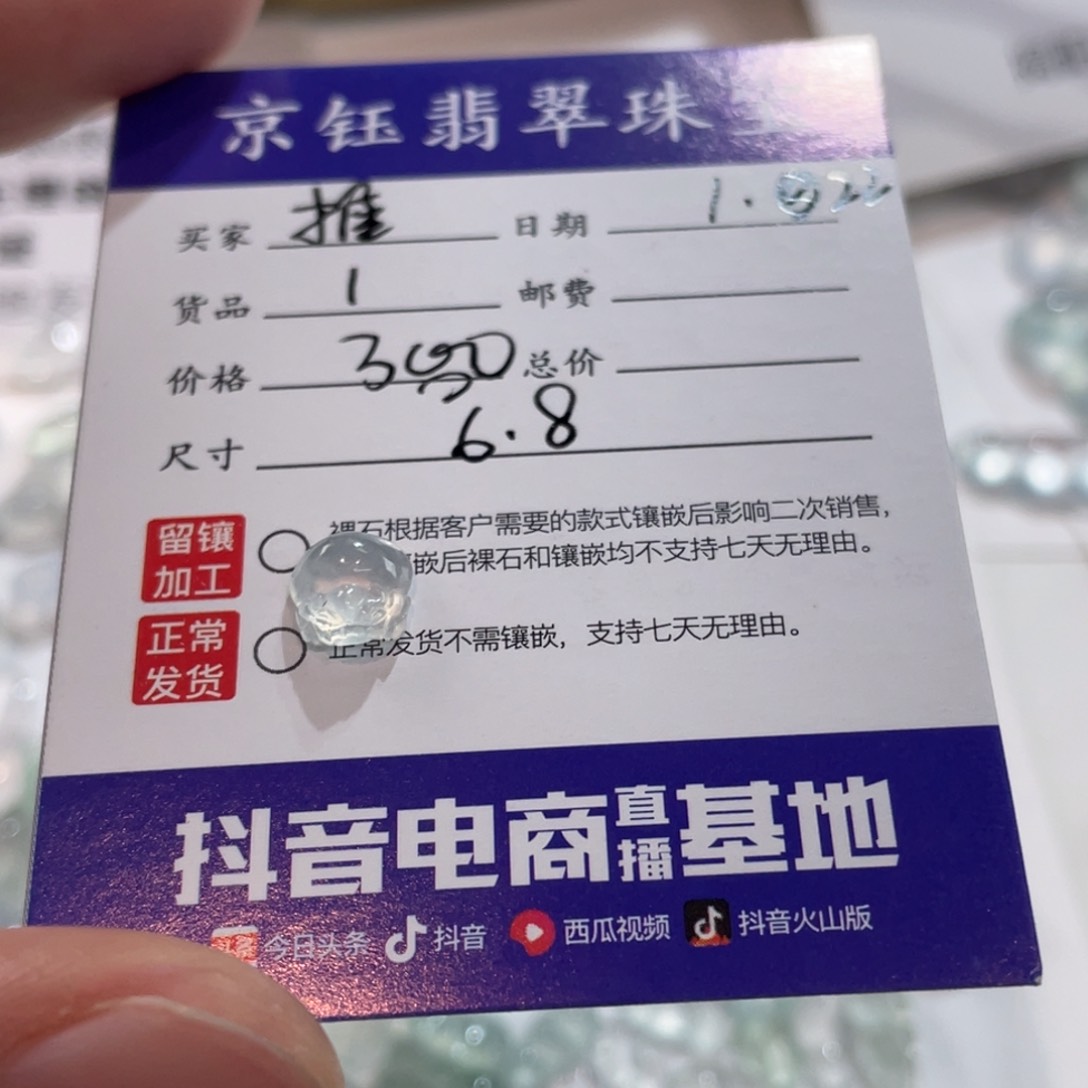 京钰翡翠珠宝
买家 推 日期
货品 1 邮费
价格 总价
尺寸 6.8
留镶加工 裸石根据客户需要的款式镶嵌后影响二次销售，
嵌后裸石和镶嵌均不支持七天无理由。
正常发货 正常发货不需镶嵌，支持七天无理由。
抖音电商直播基地
今日头条 抖音 西瓜视频 抖音火山版